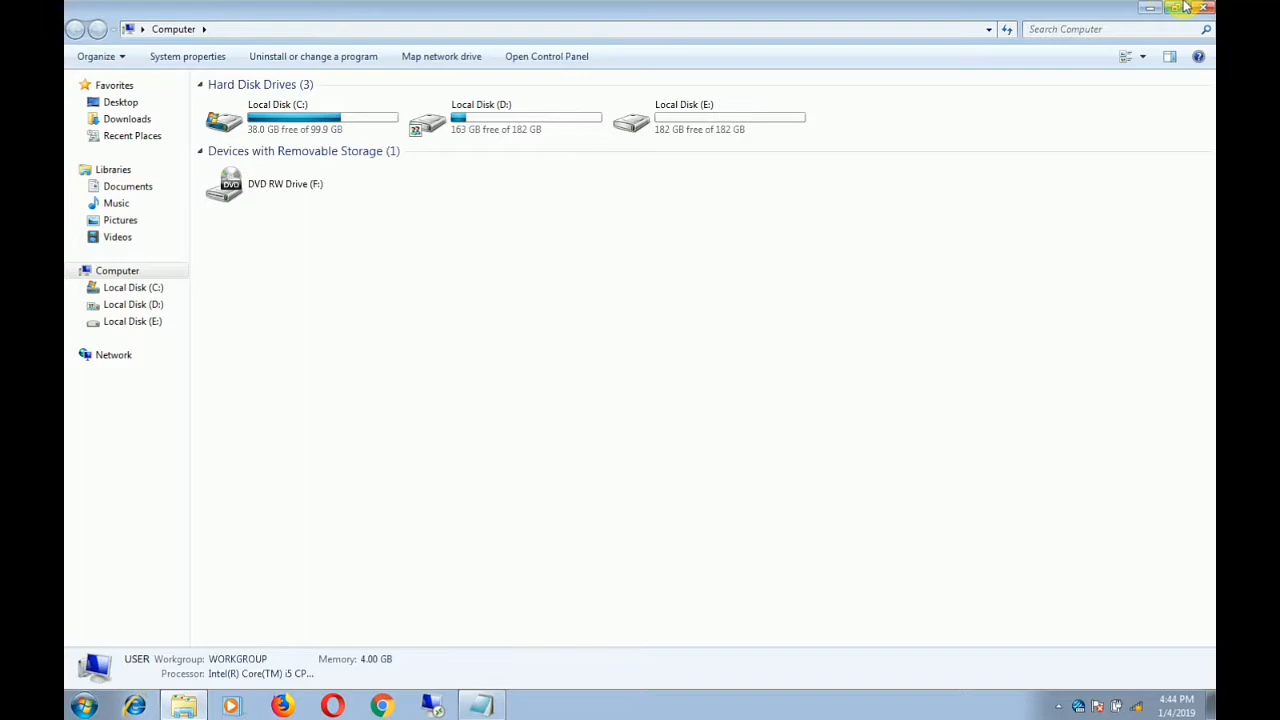 Computer
Search Computer
Organize System properties Uninstall or change a program Map network drive Open Control Panel
Favorites
Desktop
Downloads
Recent Places
Libraries
Documents
Music
Pictures
Videos
Computer
Local Disk (C:)
Local Disk (D:)
Local Disk (E:)
Network
Hard Disk Drives (3)
Local Disk (C:)
38.0 GB free of 99.9 GB
Local Disk (D:)
163 GB free of 182 GB
Local Disk (E:)
182 GB free of 182 GB
Devices with Removable Storage (1)
DVD
DVD RW Drive (F:)
USER Workgroup: WORKGROUP Memory: 4.00 GB
Processor: Intel(R) Core(TM) i5 CP...
4:44 PM
1/4/2019